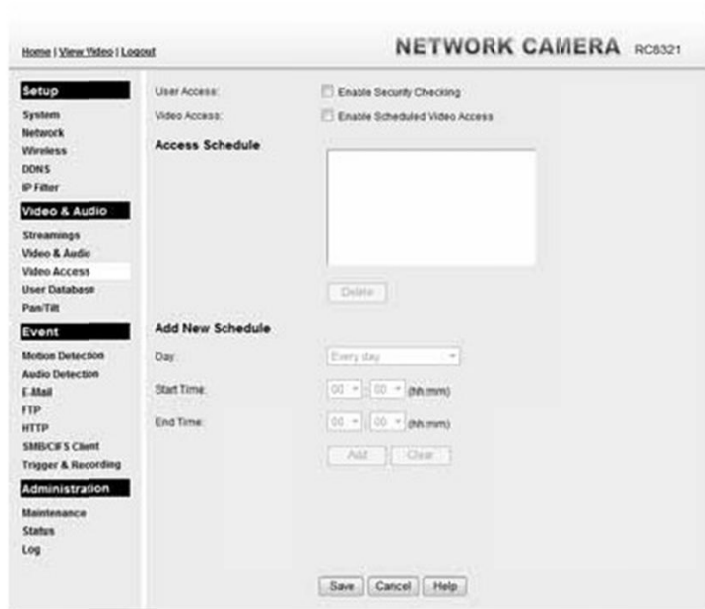 Home | View Video | Logout
NETWORK CAMERA RC8321
Setup
System
Network
Wireless
DDNS
IP Filter
Video & Audio
Streamings
Video & Audio
Video Access
User Database
Pan/Tilt
Event
Motion Detection
Audio Detection
E-Mail
FTP
HTTP
SMB/CIFS Client
Trigger & Recording
Administration
Maintenance
Status
Log
User Access:
Enable Security Checking
Video Access:
Enable Scheduled Video Access
Access Schedule
Delete
Add New Schedule
Day:
Every day
Start Time:
00 : 00 (hh:mm)
End Time:
00 : 00 (hh:mm)
Add Clear
Save Cancel Help